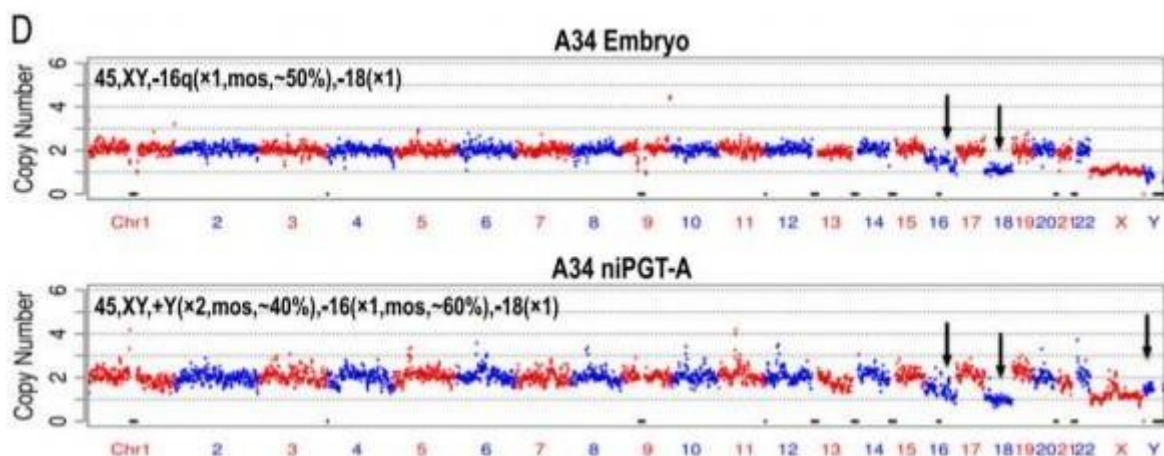 D
A34 Embryo
Copy Number
6
4
2
0
45,XY,-16q(×1,mos,~50%),-18(×1)
Chr1 2 3 4 5 6 7 8 9 10 11 12 13 14 15 16 17 18 19 20 21 22 X Y
A34 niPGT-A
Copy Number
6
4
2
0
45,XY,+Y(×2,mos,~40%),-16(×1,mos,~60%),-18(×1)
Chr1 2 3 4 5 6 7 8 9 10 11 12 13 14 15 16 17 18 19 20 21 22 X Y